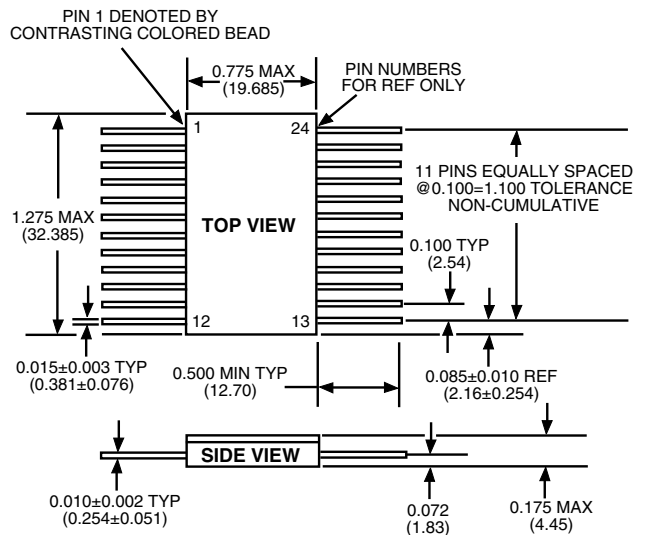 PIN 1 DENOTED BY
CONTRASTING COLORED BEAD
0.775 MAX
(19.685)
PIN NUMBERS
FOR REF ONLY
1
24
11 PINS EQUALLY SPACED
@0.100=1.100 TOLERANCE
NON-CUMULATIVE
1.275 MAX
(32.385)
TOP VIEW
0.100 TYP
(2.54)
12
13
0.015±0.003 TYP
(0.381±0.076)
0.500 MIN TYP
(12.70)
0.085±0.010 REF
(2.16±0.254)
SIDE VIEW
0.010±0.002 TYP
(0.254±0.051)
0.072
(1.83)
0.175 MAX
(4.45)